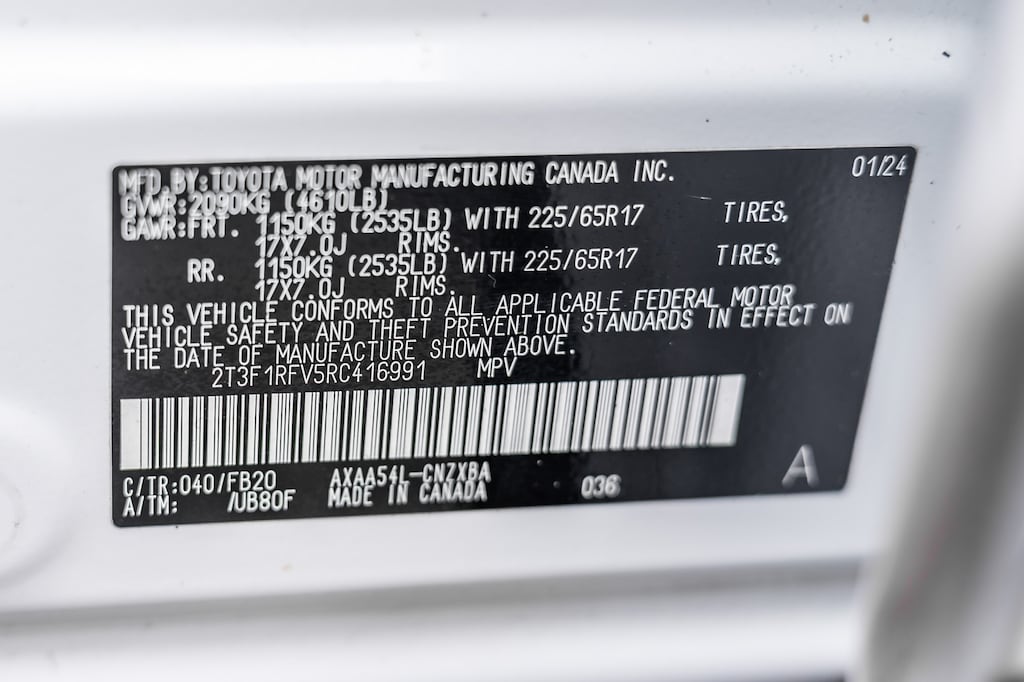 MFD.BY:TOYOTA MOTOR MANUFACTURING CANADA INC. 01/24
GVWR:2090KG (4610LB)
GAWR:FRT. 1150KG (2535LB) WITH 225/65R17 TIRES,
17X7.0J RIMS.
RR. 1150KG (2535LB) WITH 225/65R17 TIRES,
17X7.0J RIMS.
THIS VEHICLE CONFORMS TO ALL APPLICABLE FEDERAL MOTOR
VEHICLE SAFETY AND THEFT PREVENTION STANDARDS IN EFFECT ON
THE DATE OF MANUFACTURE SHOWN ABOVE.
2T3F1RFV5RC416991 MPV
C/TR:040/FB20 AXAA54L-CNZXBA
A/TM: /UB80F MADE IN CANADA 036 A